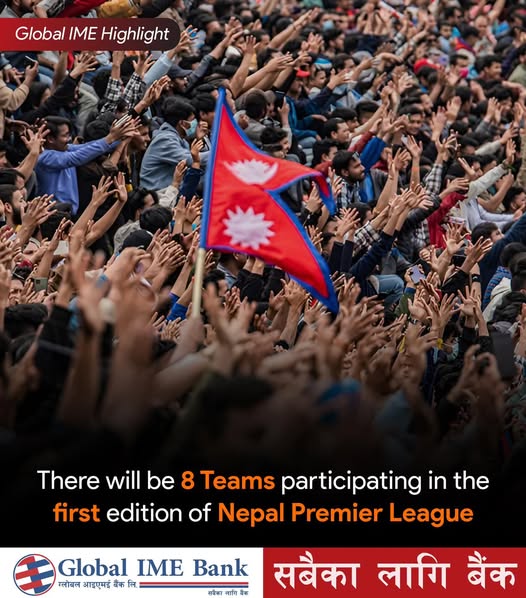 Global IME Highlight
There will be 8 Teams participating in the
first edition of Nepal Premier League
Global IME Bank
ग्लोबल आइएमई बैंक लि.
सबैका लागि बैंक
सबैका लागि बैंक